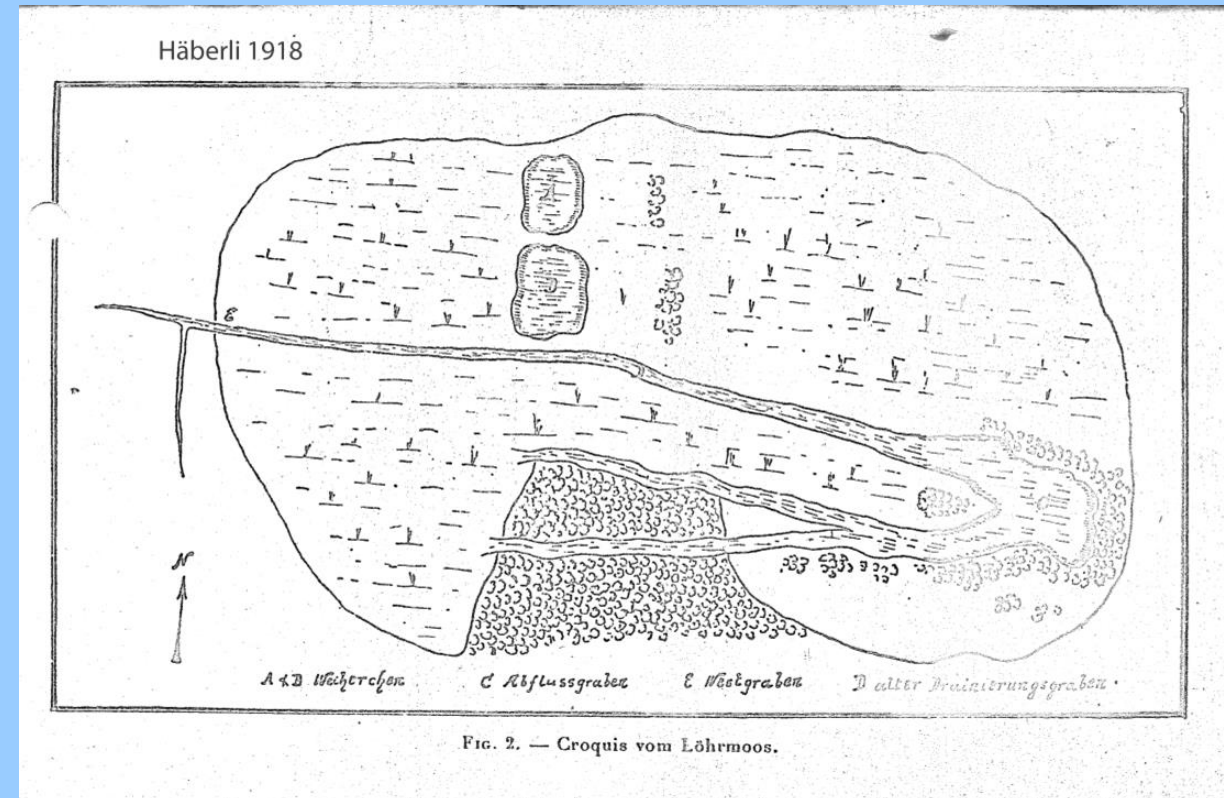 Häberli 1918
A
E
N
A & B Weiherchen C Abflussgraben E Westgraben D alter Drainierungsgraben.
FIG. 2. — Croquis vom Löhrmoos.